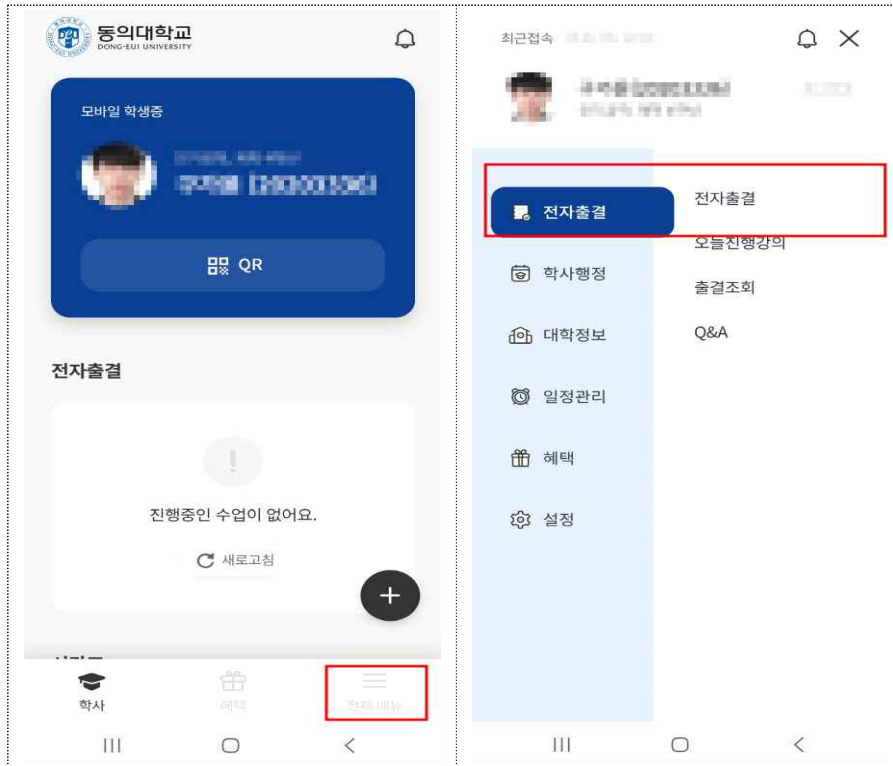 동의대학교
DONG-EUI UNIVERSITY
모바일 학생증
QR
전자출결
진행중인 수업이 없어요.
새로고침
학사
혜택
전체 메뉴
최근접속
전자출결
학사행정
대학정보
일정관리
혜택
설정
전자출결
오늘진행강의
출결조회
Q&A